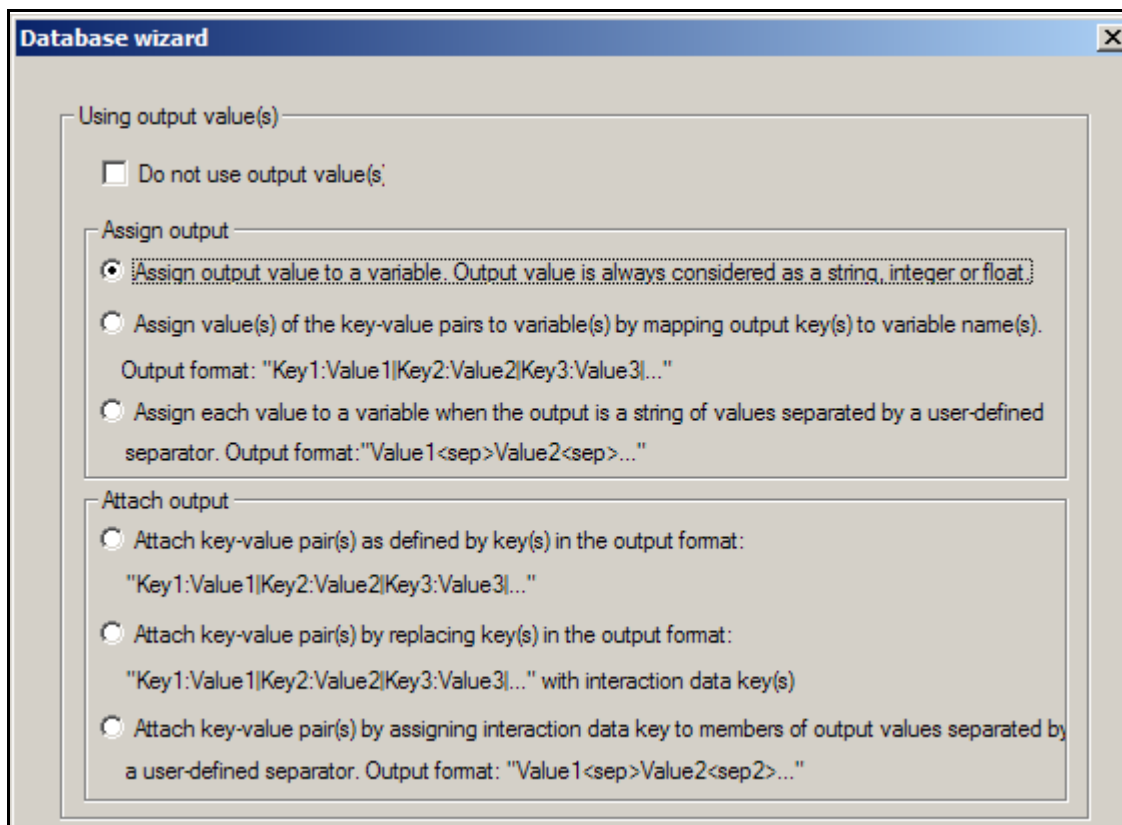 Database wizard
Using output value(s)
Do not use output value(s)
Assign output
Assign output value to a variable. Output value is always considered as a string, integer or float.
Assign value(s) of the key-value pairs to variable(s) by mapping output key(s) to variable name(s).
Output format: "Key1:Value1|Key2:Value2|Key3:Value3|..."
Assign each value to a variable when the output is a string of values separated by a user-defined
separator. Output format:"Value1<sep>Value2<sep>..."
Attach output
Attach key-value pair(s) as defined by key(s) in the output format:
"Key1:Value1|Key2:Value2|Key3:Value3|..."
Attach key-value pair(s) by replacing key(s) in the output format:
"Key1:Value1|Key2:Value2|Key3:Value3|..." with interaction data key(s)
Attach key-value pair(s) by assigning interaction data key to members of output values separated by
a user-defined separator. Output format: "Value1<sep>Value2<sep2>..."